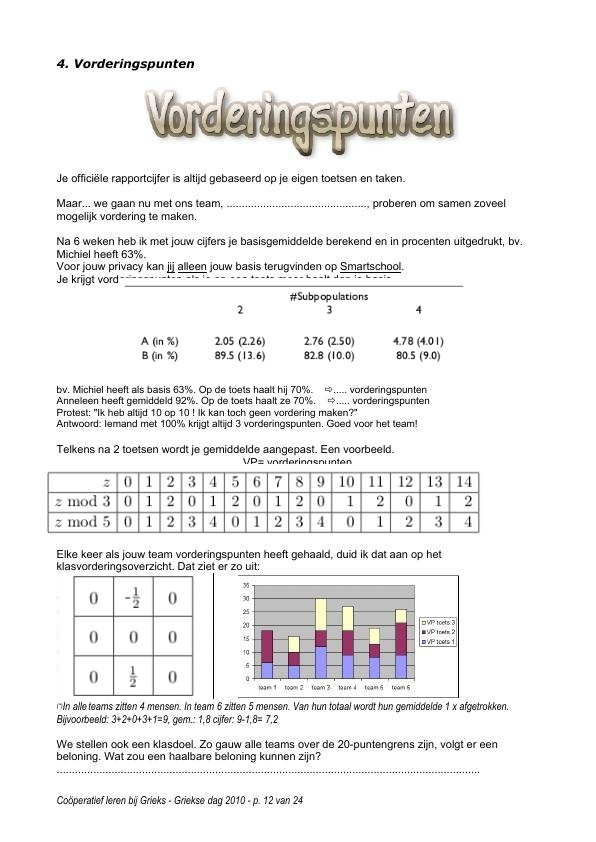 4. Vorderingspunten
Vorderingspunten
Je officiële rapportcijfer is altijd gebaseerd op je eigen toetsen en taken.
Maar... we gaan nu met ons team, .............................................., proberen om samen zoveel
mogelijk vordering te maken.
Na 6 weken heb ik met jouw cijfers je basisgemiddelde berekend en in procenten uitgedrukt, bv.
Michiel heeft 63%.
Voor jouw privacy kan jij alleen jouw basis terugvinden op Smartschool.
Je krijgt
#Subpopulations
2 3 4
A (in %) 2.05 (2.26) 2.76 (2.50) 4.78 (4.01)
B (in %) 89.5 (13.6) 82.8 (10.0) 80.5 (9.0)
bv. Michiel heeft als basis 63%. Op de toets haalt hij 70%. ⇨..... vorderingspunten
Anneleen heeft gemiddeld 92%. Op de toets haalt ze 70%. ⇨..... vorderingspunten
Protest: "Ik heb altijd 10 op 10 ! Ik kan toch geen vordering maken?"
Antwoord: Iemand met 100% krijgt altijd 3 vorderingspunten. Goed voor het team!
Telkens na 2 toetsen wordt je gemiddelde aangepast. Een voorbeeld.
VP= vorderingspunten
z 0 1 2 3 4 5 6 7 8 9 10 11 12 13 14
z mod 3 0 1 2 0 1 2 0 1 2 0 1 2 0 1 2
z mod 5 0 1 2 3 4 0 1 2 3 4 0 1 2 3 4
Elke keer als jouw team vorderingspunten heeft gehaald, duid ik dat aan op het
klasvorderingsoverzicht. Dat ziet er zo uit:
0 -1/2 0
0 0 0
0 1/2 0
35
30
25
20
15
10
5
0
team 1 team 2 team 3 team 4 team 5 team 6
VP toets 3
VP toets 2
VP toets 1
(*)In alle teams zitten 4 mensen. In team 6 zitten 5 mensen. Van hun totaal wordt hun gemiddelde 1 x afgetrokken.
Bijvoorbeeld: 3+2+0+3+1=9, gem.: 1,8 cijfer: 9-1,8= 7,2
We stellen ook een klasdoel. Zo gauw alle teams over de 20-puntengrens zijn, volgt er een
beloning. Wat zou een haalbare beloning kunnen zijn?
...........................................................................................................................................
Coöperatief leren bij Grieks - Griekse dag 2010 - p. 12 van 24